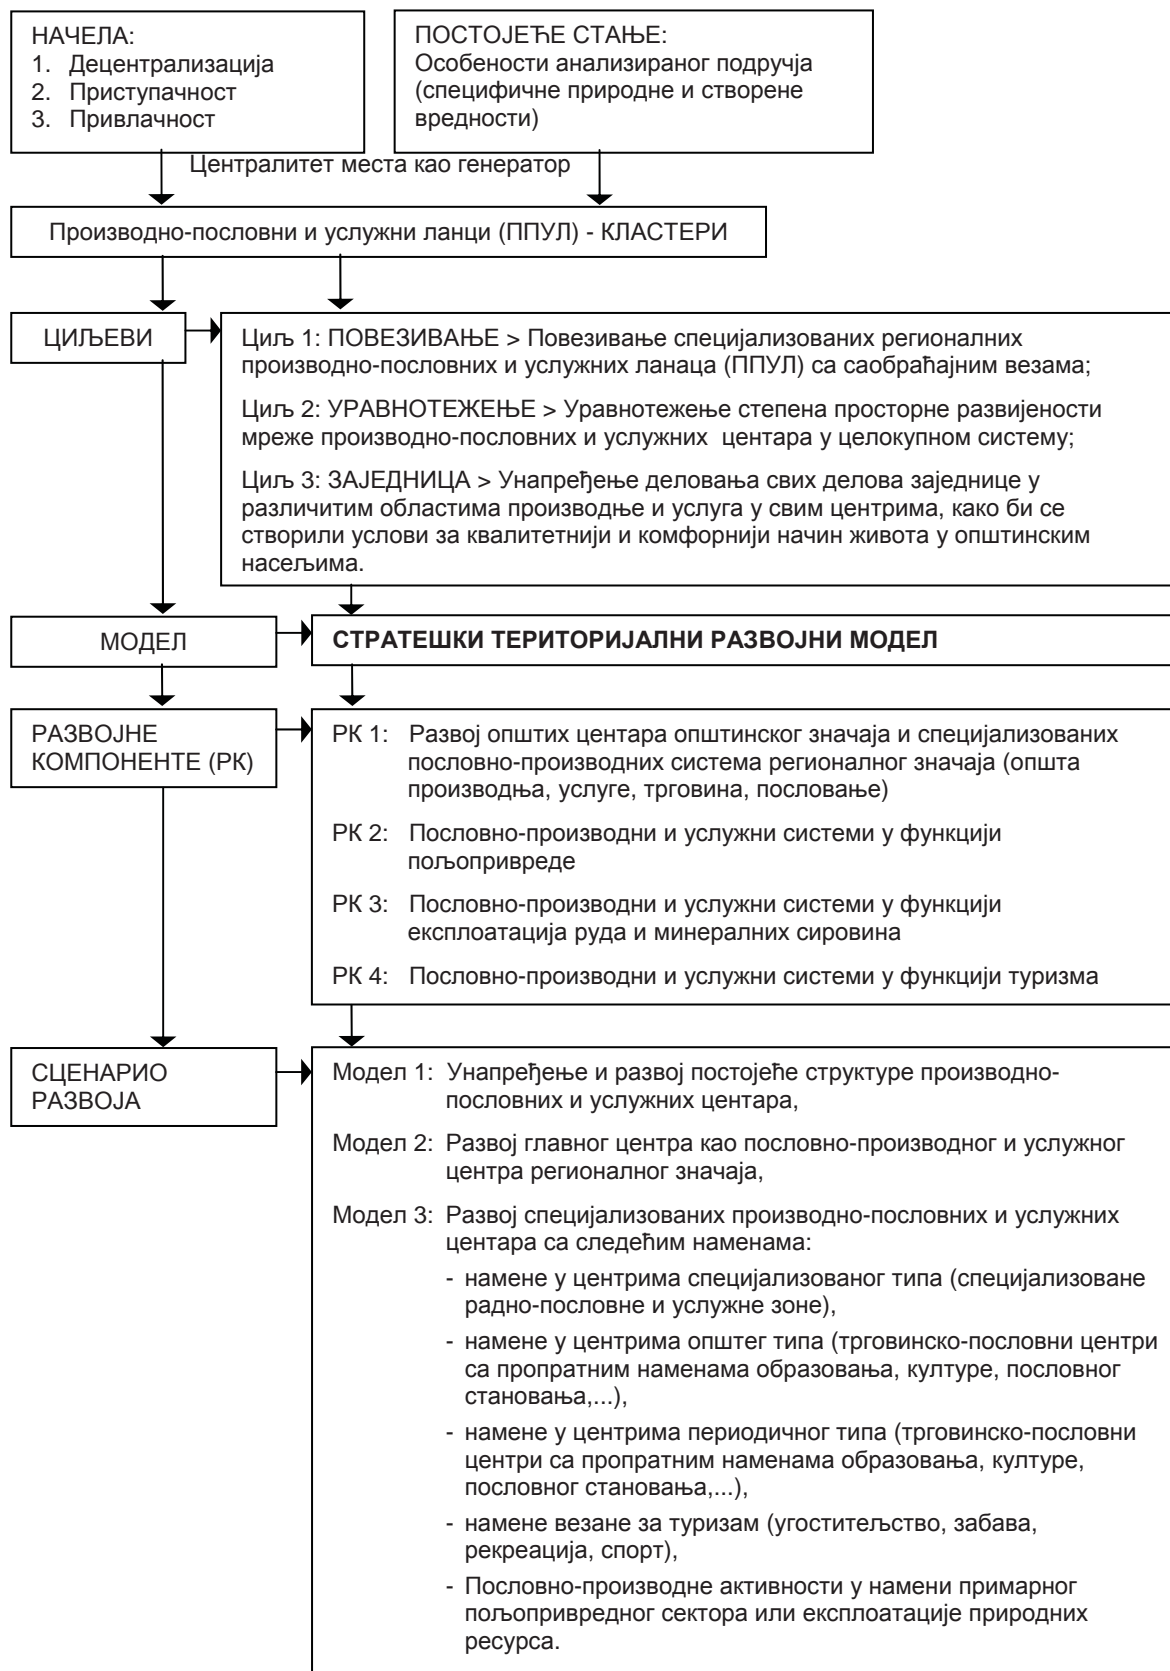 НАЧЕЛА:
1. Децентрализација
2. Приступачност
3. Привлачност
ПОСТОЈЕЋЕ СТАЊЕ:
Особености анализираног подручја
(специфичне природне и створене
вредности)
Централитет места као генератор
Производно-пословни и услужни ланци (ППУЛ) - КЛАСТЕРИ
ЦИЉЕВИ
Циљ 1: ПОВЕЗИВАЊЕ > Повезивање специјализованих регионалних
производно-пословних и услужних ланаца (ППУЛ) са саобраћајним везама;
Циљ 2: УРАВНОТЕЖЕЊЕ > Уравнотежење степена просторне развијености
мреже производно-пословних и услужних центара у целокупном систему;
Циљ 3: ЗАЈЕДНИЦА > Унапређење деловања свих делова заједнице у
различитим областима производње и услуга у свим центрима, како би се
створили услови за квалитетнији и комфорнији начин живота у општинским
насељима.
МОДЕЛ
СТРАТЕШКИ ТЕРИТОРИЈАЛНИ РАЗВОЈНИ МОДЕЛ
РАЗВОЈНЕ
КОМПОНЕНТЕ (РК)
РК 1: Развој општих центара општинског значаја и специјализованих
пословно-производних система регионалног значаја (општа
производња, услуге, трговина, пословање)
РК 2: Пословно-производни и услужни системи у функцији
пољопривреде
РК 3: Пословно-производни и услужни системи у функцији
експлоатација руда и минералних сировина
РК 4: Пословно-производни и услужни системи у функцији туризма
СЦЕНАРИО
РАЗВОЈА
Модел 1: Унапређење и развој постојеће структуре производно-
пословних и услужних центара,
Модел 2: Развој главног центра као пословно-производног и услужног
центра регионалног значаја,
Модел 3: Развој специјализованих производно-пословних и услужних
центара са следећим наменама:
- намене у центрима специјализованог типа (специјализоване
радно-пословне и услужне зоне),
- намене у центрима општег типа (трговинско-пословни центри
са пропратним наменама образовања, културе, пословног
становања,...),
- намене у центрима периодичног типа (трговинско-пословни
центри са пропратним наменама образовања, културе,
пословног становања,...),
- намене везане за туризам (угоститељство, забава,
рекреација, спорт),
- Пословно-производне активности у намени примарног
пољопривредног сектора или експлоатације природних
ресурса.